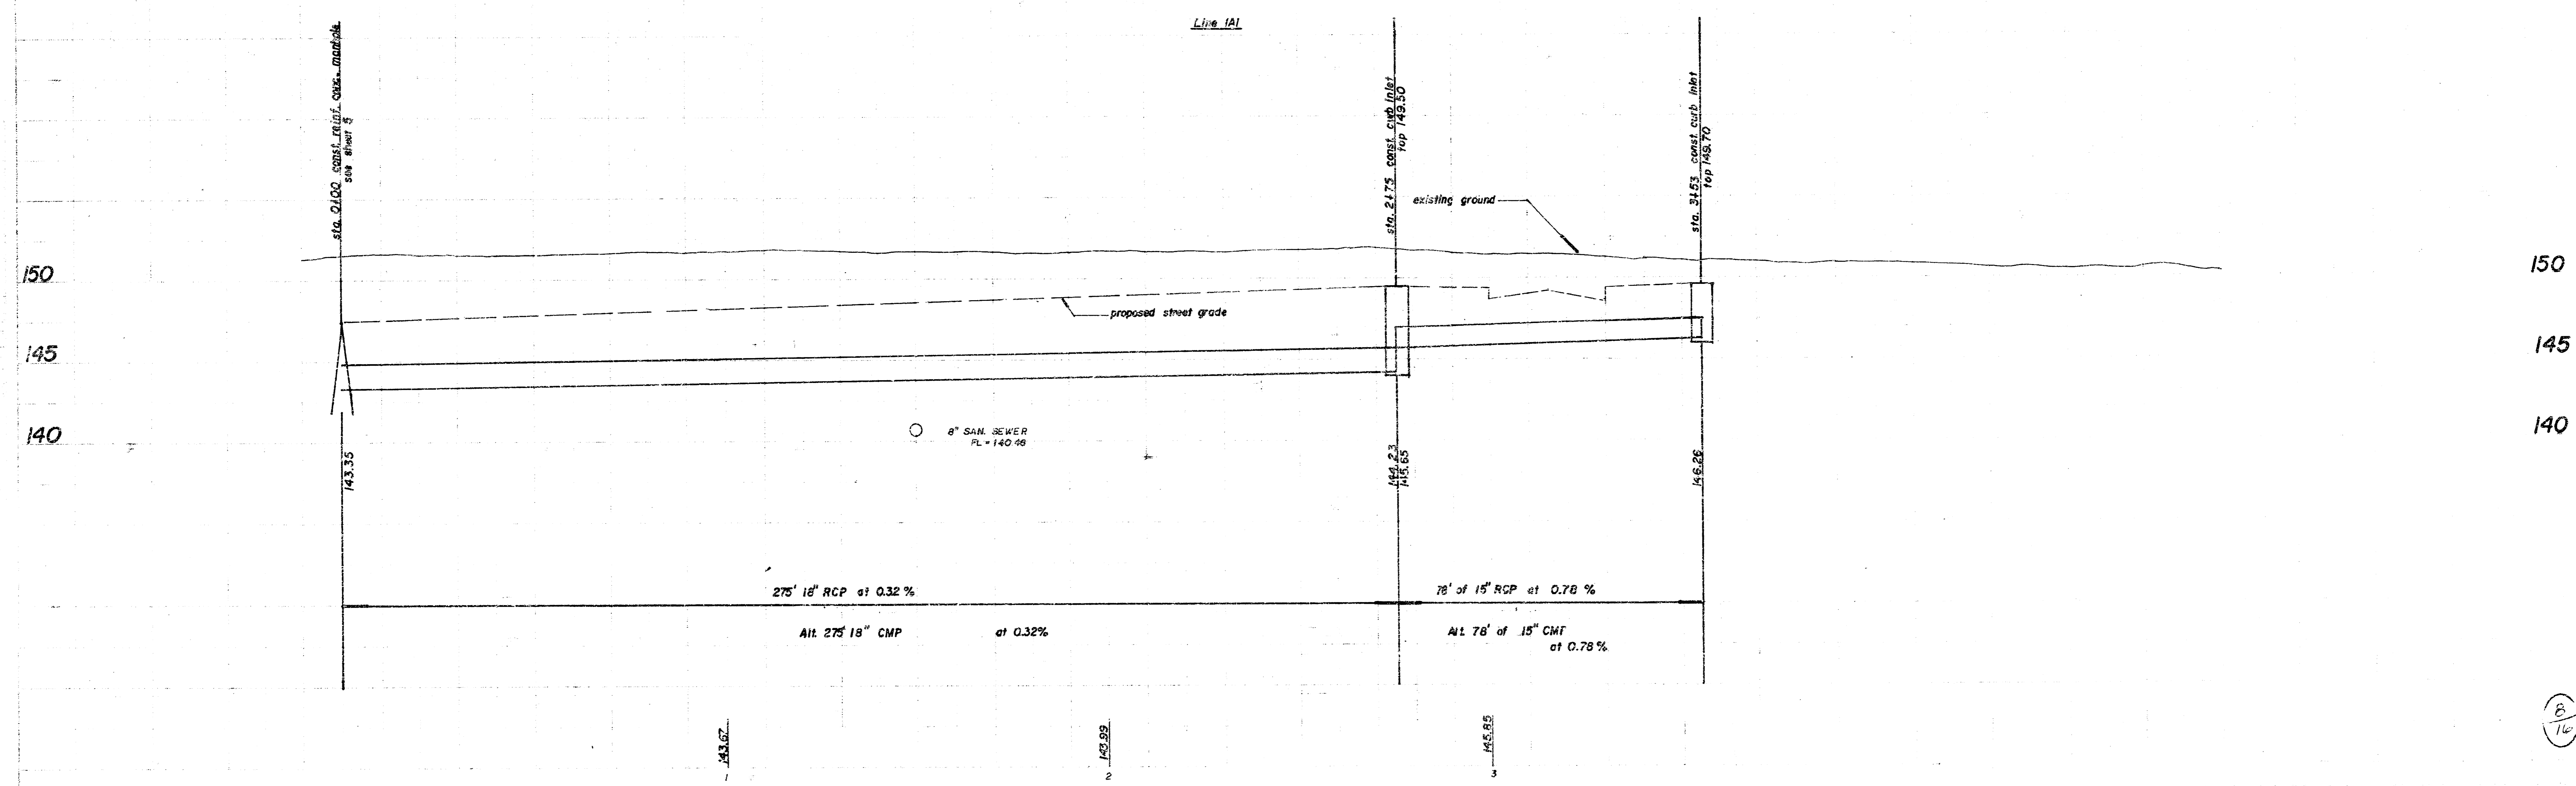 Line 1A1
sta. 0+00 const. reinf. conc. manhole
see sheet 5
sta. 2+75 const. curb inlet
top 149.50
sta. 3+53 const. curb inlet
top 149.70
existing ground
150
150
proposed street grade
145
145
140
140
8" SAN. SEWER
FL = 140.46
143.35
144.23
145.65
146.26
275' 18" RCP at 0.32 %
78' of 15" RCP at 0.78 %
Alt. 275' 18" CMP at 0.32%
Alt. 78' of 15" CMP
at 0.78 %
143.67
143.99
145.85
1
2
3
8
16